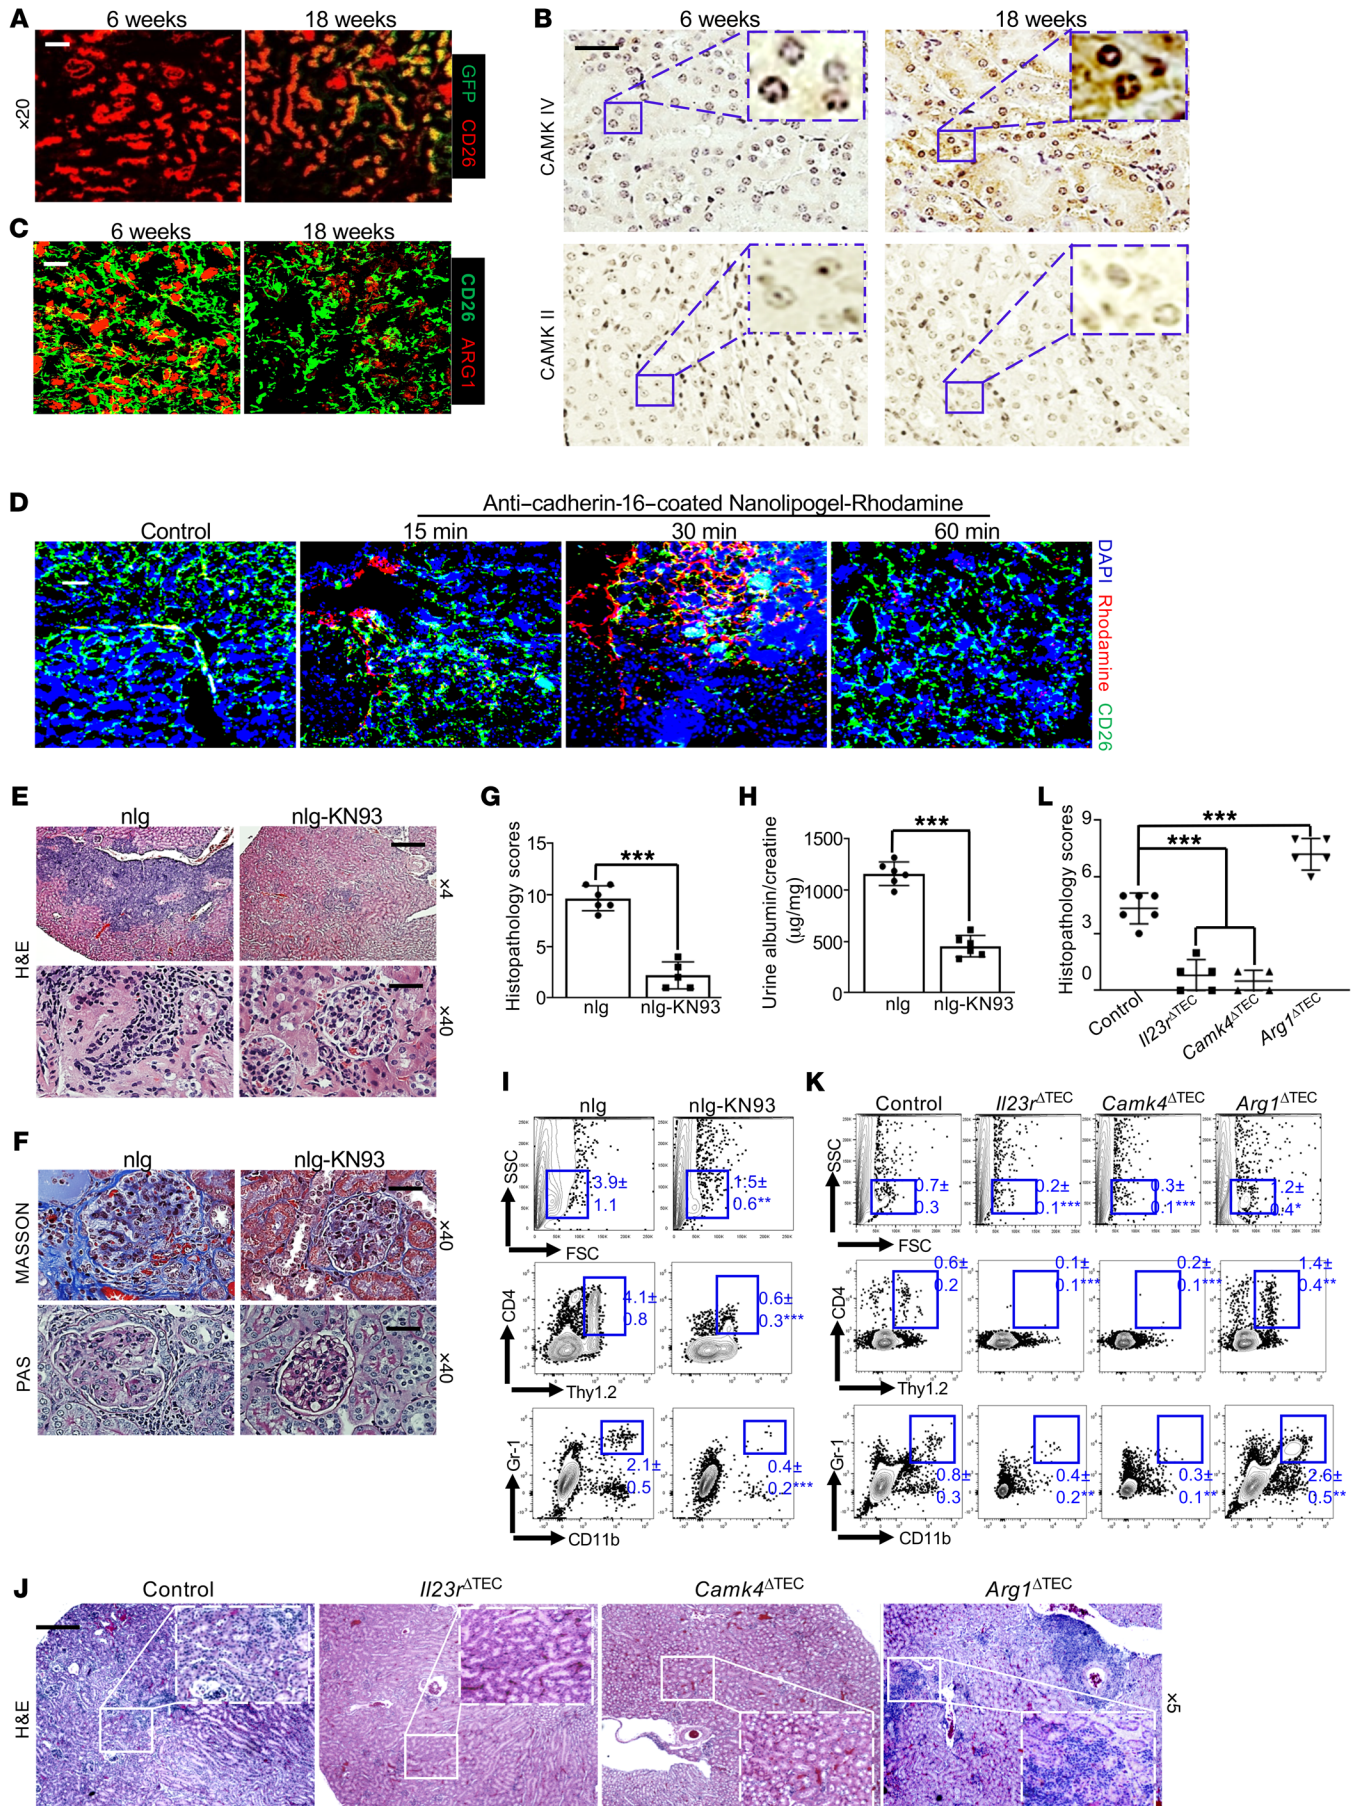 A
6 weeks
18 weeks
×20
GFP CD26
B
6 weeks
18 weeks
CAMK IV
CAMK II
C
6 weeks
18 weeks
CD26 ARG1
D
Anti–cadherin-16–coated Nanolipogel-Rhodamine
Control
15 min
30 min
60 min
DAPI Rhodamine CD26
E
nlg
nlg-KN93
H&E
×4
×40
F
nlg
nlg-KN93
MASSON
×40
PAS
×40
G
Histopathology scores
15
10
5
0
***
nlg
nlg-KN93
H
Urine albumin/creatine
(µg/mg)
1500
1000
500
0
***
nlg
nlg-KN93
L
Histopathology scores
9
6
3
0
***
***
Control
Il23rΔTEC
Camk4ΔTEC
Arg1ΔTEC
I
nlg
nlg-KN93
SSC
3.9±
1.1
1.5±
0.6**
FSC
CD4
4.1±
0.8
0.6±
0.3***
Thy1.2
Gr-1
2.1±
0.5
0.4±
0.2***
CD11b
K
Control
Il23rΔTEC
Camk4ΔTEC
Arg1ΔTEC
SSC
0.7±
0.3
0.2±
0.1***
0.3±
0.1***
1.2±
0.4*
FSC
CD4
0.6±
0.2
0.1±
0.1***
0.2±
0.1***
1.4±
0.4**
Thy1.2
Gr-1
0.8±
0.3
0.4±
0.2**
0.3±
0.1**
2.6±
0.5**
CD11b
J
Control
Il23rΔTEC
Camk4ΔTEC
Arg1ΔTEC
H&E
×5